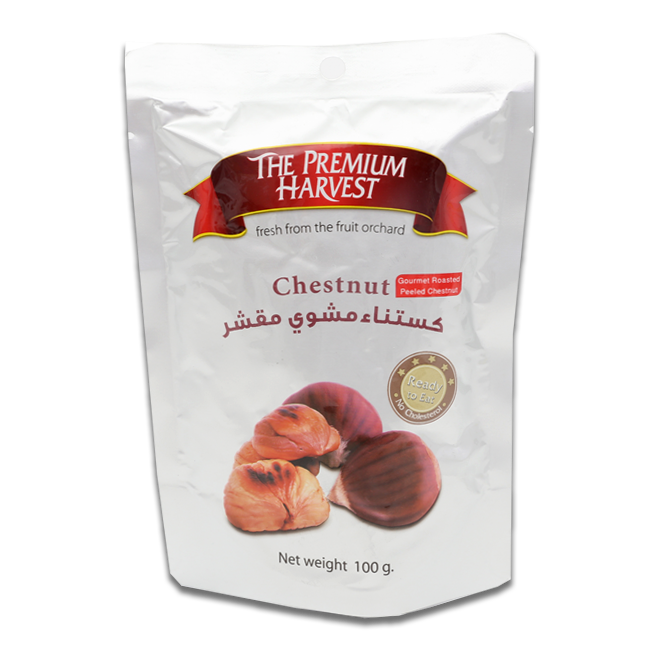 THE PREMIUM
HARVEST
fresh from the fruit orchard
Chestnut
Gourmet Roasted
Peeled Chestnut
كستناء مشوي مقشر
Ready
to Eat
No Cholesterol
Net weight 100 g.